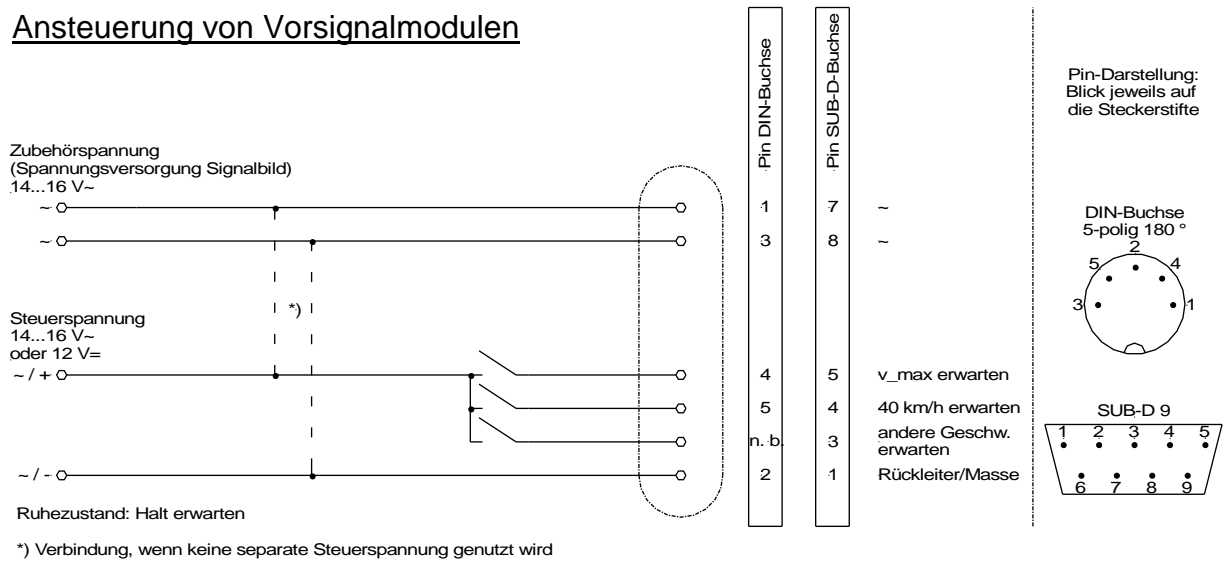 Ansteuerung von Vorsignalmodulen
Pin DIN-Buchse
Pin SUB-D-Buchse
Pin-Darstellung:
Blick jeweils auf
die Steckerstifte
Zubehörspannung
(Spannungsversorgung Signalbild)
14...16 V~
~ 1 7 ~
~ 3 8 ~
DIN-Buchse
5-polig 180 °
2
5 4
3 1
*)
Steuerspannung
14...16 V~
oder 12 V=
~ / + 4 5 v_max erwarten
5 4 40 km/h erwarten
n. b. 3 andere Geschw.
erwarten
~ / - 2 1 Rückleiter/Masse
SUB-D 9
1 2 3 4 5
6 7 8 9
Ruhezustand: Halt erwarten
*) Verbindung, wenn keine separate Steuerspannung genutzt wird